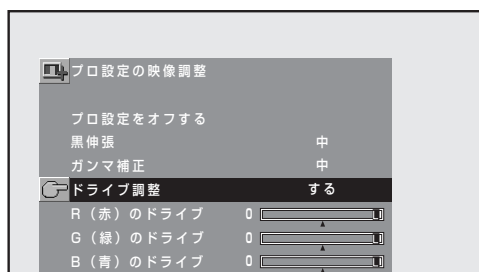 プロ設定の映像調整
プロ設定をオフする
黒伸張 中
ガンマ補正 中
ドライブ調整 する
R（赤）のドライブ 0
G（緑）のドライブ 0
B（青）のドライブ 0